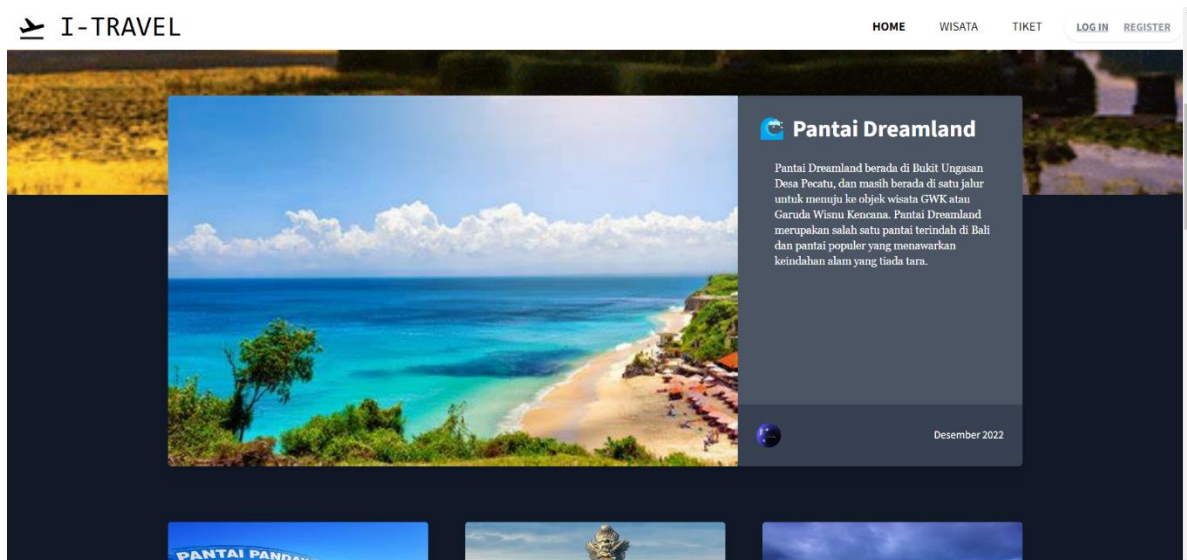 I-TRAVEL
HOME
WISATA
TIKET
LOG IN
REGISTER
Pantai Dreamland
Pantai Dreamland berada di Bukit Ungasan
Desa Pecatu, dan masih berada di satu jalur
untuk menuju ke objek wisata GWK atau
Garuda Wisnu Kencana. Pantai Dreamland
merupakan salah satu pantai terindah di Bali
dan pantai populer yang menawarkan
keindahan alam yang tiada tara.
Desember 2022
PANTAI